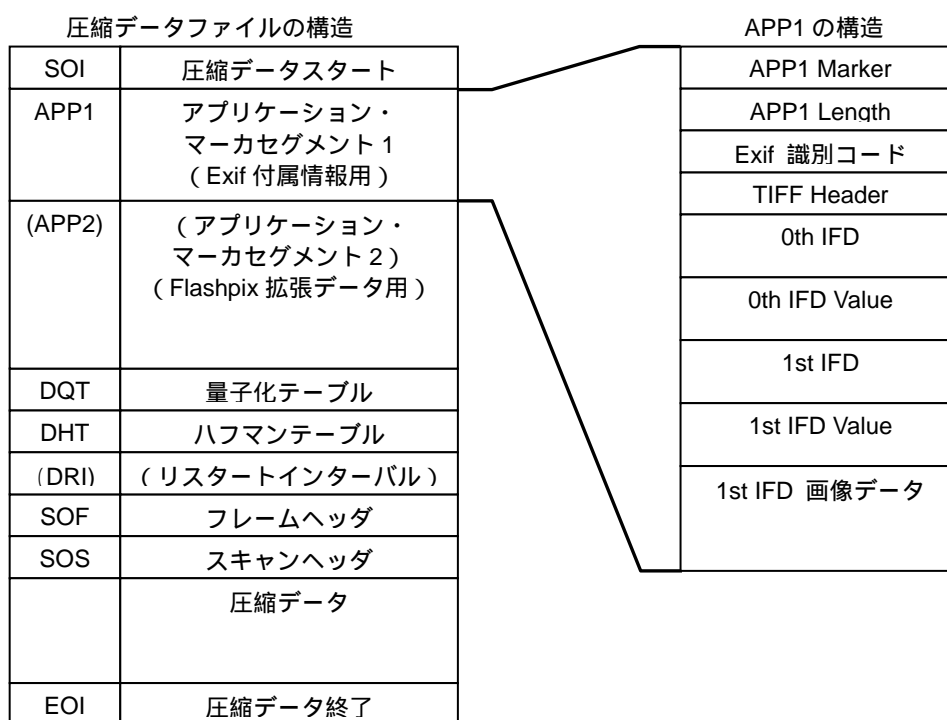 圧縮データファイルの構造
SOI 圧縮データスタート
APP1 アプリケーション・
マーカセグメント 1
（Exif 付属情報用）
(APP2) （アプリケーション・
マーカセグメント 2）
（Flashpix 拡張データ用）
DQT 量子化テーブル
DHT ハフマンテーブル
(DRI) （リスタートインターバル）
SOF フレームヘッダ
SOS スキャンヘッダ
圧縮データ
EOI 圧縮データ終了
APP1 の構造
APP1 Marker
APP1 Length
Exif 識別コード
TIFF Header
0th IFD
0th IFD Value
1st IFD
1st IFD Value
1st IFD 画像データ